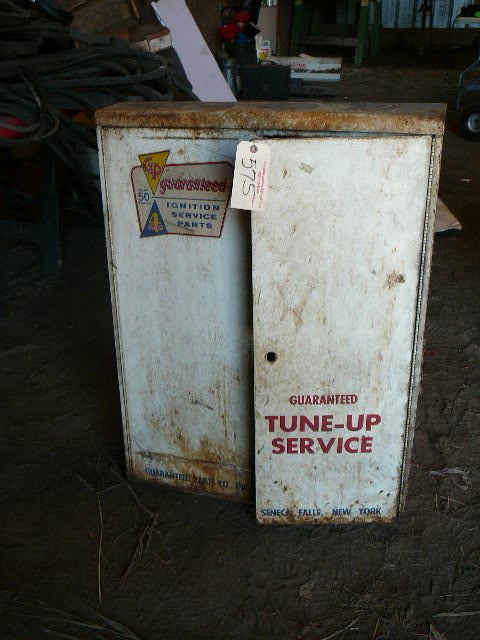 GP
guaranteed
50
IGNITION
SERVICE
PARTS
575
GUARANTEED
TUNE-UP
SERVICE
GUARANTEED PARTS CO. INC.
SENECA FALLS, NEW YORK